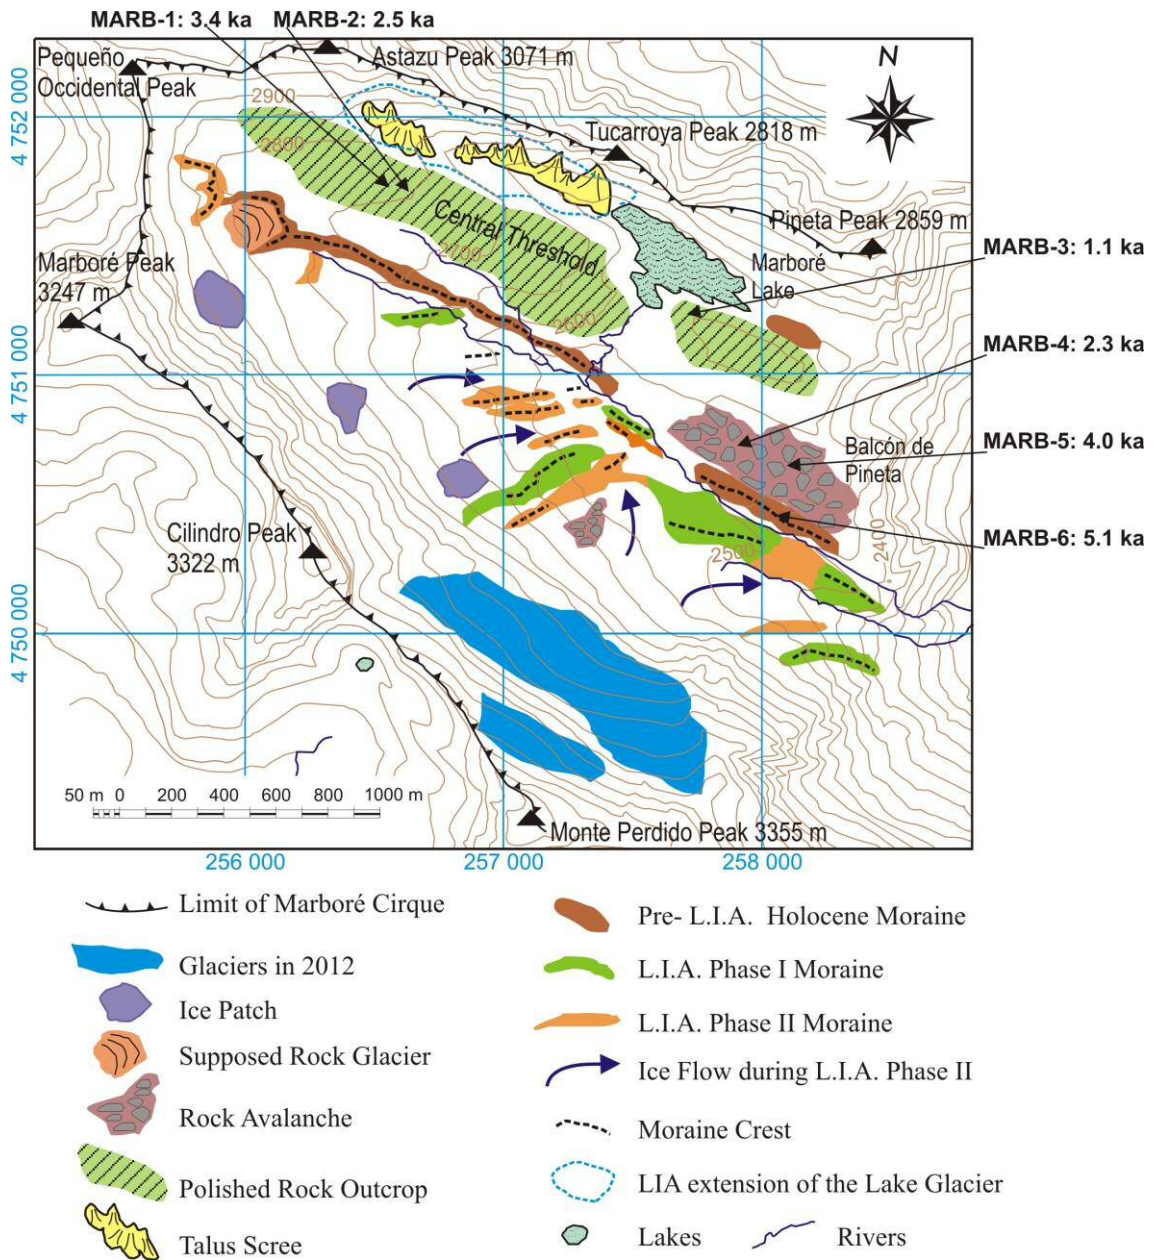 MARB-1: 3.4 ka
MARB-2: 2.5 ka
Pequeño
Occidental Peak
Astazu Peak 3071 m
N
4 752 000
2900
2800
Tucarroya Peak 2818 m
Pineta Peak 2859 m
Central Threshold
2700
Marboré
Lake
MARB-3: 1.1 ka
Marboré Peak
3247 m
2600
4 751 000
MARB-4: 2.3 ka
Balcón de
Pineta
MARB-5: 4.0 ka
Cilindro Peak
3322 m
2500
2400
MARB-6: 5.1 ka
4 750 000
50 m 0 200 400 600 800 1000 m
Monte Perdido Peak 3355 m
256 000
257 000
258 000
Limit of Marboré Cirque
Glaciers in 2012
Ice Patch
Supposed Rock Glacier
Rock Avalanche
Polished Rock Outcrop
Talus Scree
Pre- L.I.A. Holocene Moraine
L.I.A. Phase I Moraine
L.I.A. Phase II Moraine
Ice Flow during L.I.A. Phase II
Moraine Crest
LIA extension of the Lake Glacier
Lakes
Rivers